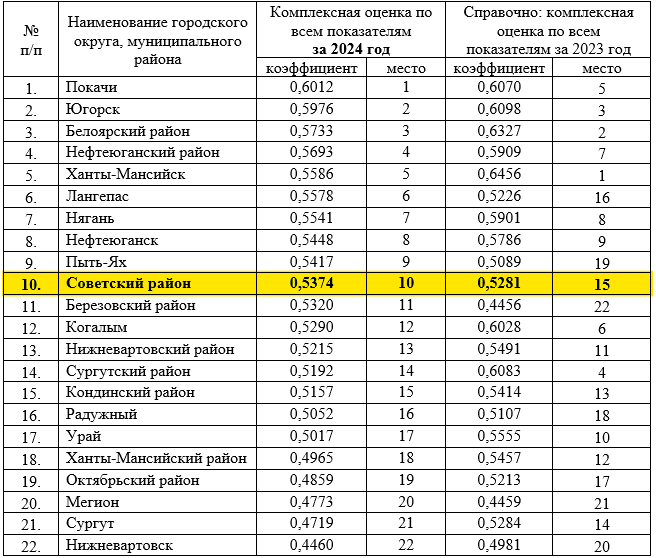 № п/п | Наименование городского округа, муниципального района | Комплексная оценка по всем показателям за 2024 год | Справочно: комплексная оценка по всем показателям за 2023 год
коэффициент | место | коэффициент | место
1. | Покачи | 0,6012 | 1 | 0,6070 | 5
2. | Югорск | 0,5976 | 2 | 0,6098 | 3
3. | Белоярский район | 0,5733 | 3 | 0,6327 | 2
4. | Нефтеюганский район | 0,5693 | 4 | 0,5909 | 7
5. | Ханты-Мансийск | 0,5586 | 5 | 0,6456 | 1
6. | Лангепас | 0,5578 | 6 | 0,5226 | 16
7. | Нягань | 0,5541 | 7 | 0,5901 | 8
8. | Нефтеюганск | 0,5448 | 8 | 0,5786 | 9
9. | Пыть-Ях | 0,5417 | 9 | 0,5089 | 19
10. | Советский район | 0,5374 | 10 | 0,5281 | 15
11. | Березовский район | 0,5320 | 11 | 0,4456 | 22
12. | Когалым | 0,5290 | 12 | 0,6028 | 6
13. | Нижневартовский район | 0,5215 | 13 | 0,5491 | 11
14. | Сургутский район | 0,5192 | 14 | 0,6083 | 4
15. | Кондинский район | 0,5157 | 15 | 0,5414 | 13
16. | Радужный | 0,5052 | 16 | 0,5107 | 18
17. | Урай | 0,5017 | 17 | 0,5555 | 10
18. | Ханты-Мансийский район | 0,4965 | 18 | 0,5457 | 12
19. | Октябрьский район | 0,4859 | 19 | 0,5213 | 17
20. | Мегион | 0,4773 | 20 | 0,4459 | 21
21. | Сургут | 0,4719 | 21 | 0,5284 | 14
22. | Нижневартовск | 0,4460 | 22 | 0,4981 | 20